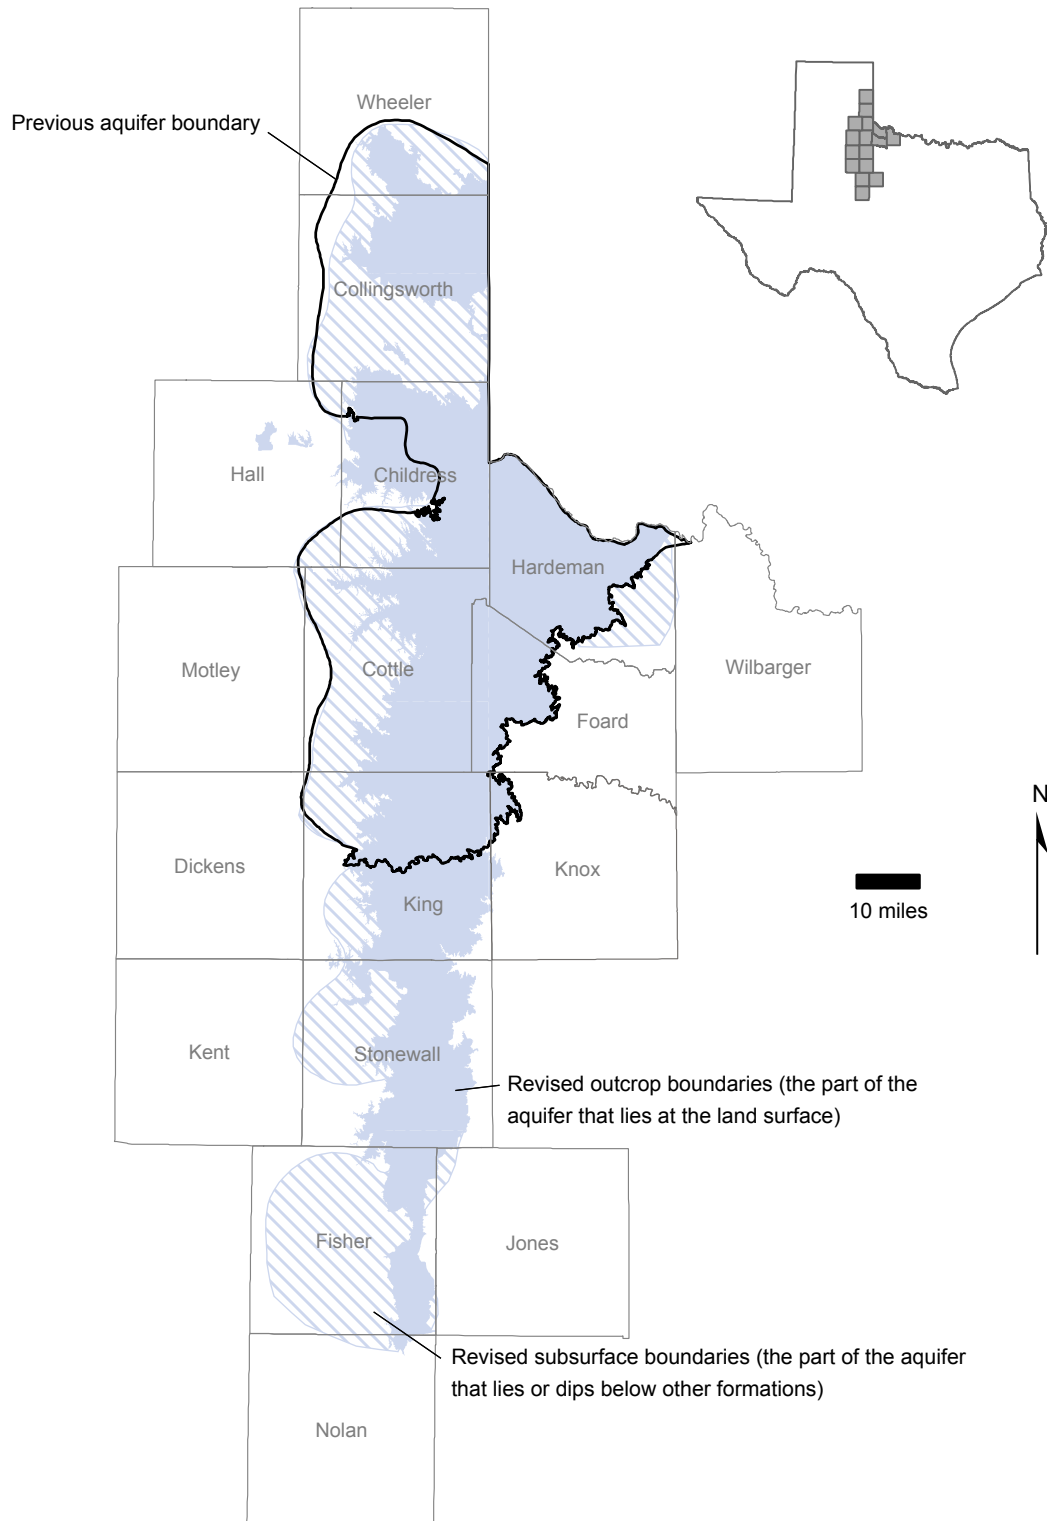 Wheeler
Previous aquifer boundary
Collingsworth
Hall
Childress
Hardeman
Motley
Cottle
Wilbarger
Foard
N
Dickens
Knox
King
10 miles
Kent
Stonewall
Revised outcrop boundaries (the part of the
aquifer that lies at the land surface)
Fisher
Jones
Revised subsurface boundaries (the part of the aquifer
that lies or dips below other formations)
Nolan